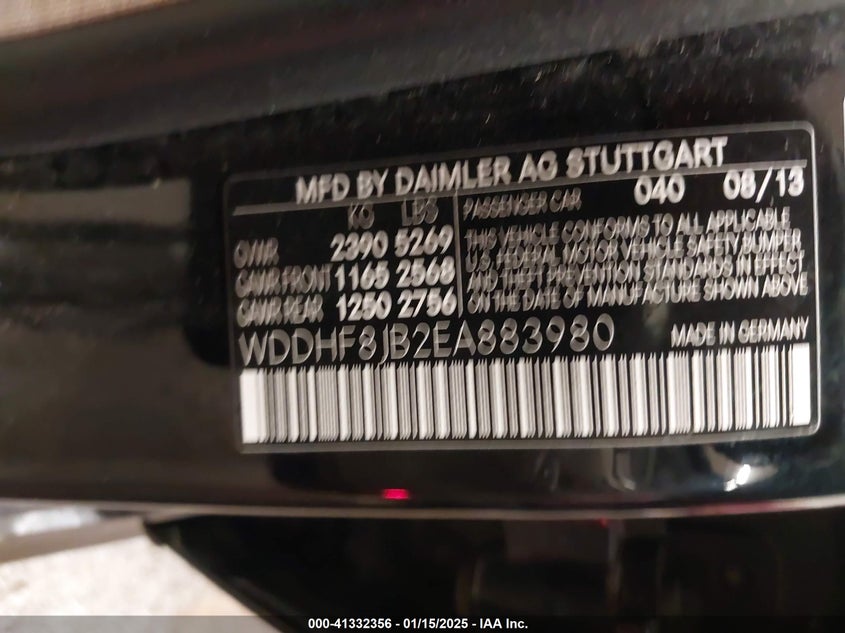 MFD BY DAIMLER AG STUTTGART
KG LBS
GVWR 2390 5269
GAWR FRONT 1165 2568
GAWR REAR 1250 2756
040 08/13
PASSENGER CAR
THIS VEHICLE CONFORMS TO ALL APPLICABLE
U.S. FEDERAL MOTOR VEHICLE SAFETY BUMPER,
AND THEFT PREVENTION STANDARDS IN EFFECT
ON THE DATE OF MANUFACTURE SHOWN ABOVE
WDDHF8JB2EA883980
MADE IN GERMANY
000-41332356 - 01/15/2025 - IAA Inc.